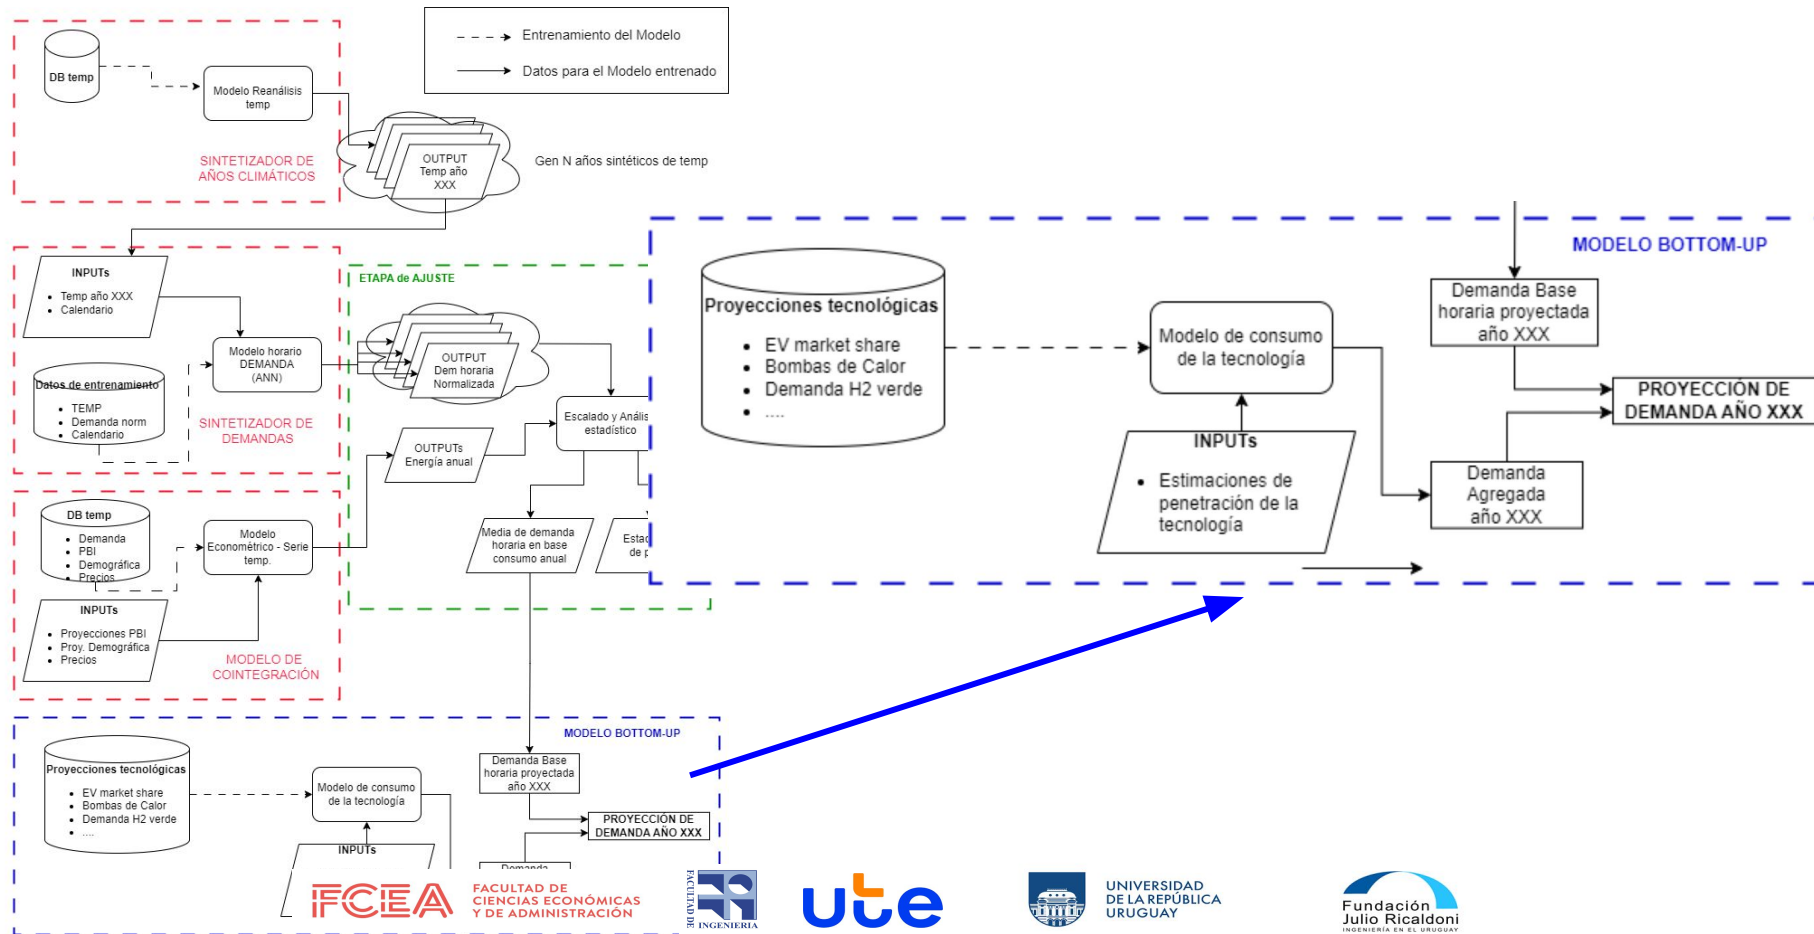 Entrenamiento del Modelo
Datos para el Modelo entrenado
DB temp
Modelo Reanálisis
temp
SINTETIZADOR DE
AÑOS CLIMÁTICOS
OUTPUT
Temp año
XXX
Gen N años sintéticos de temp
INPUTs
• Temp año XXX
• Calendario
Modelo horario
DEMANDA
(ANN)
Datos de entrenamiento
• TEMP
• Demanda norm
• Calendario
SINTETIZADOR DE
DEMANDAS
ETAPA de AJUSTE
OUTPUT
Dem horaria
Normalizada
Escalado y Anális
estadístico
OUTPUTs
Energía anual
Media de demanda
horaria en base
consumo anual
Estad
de p
DB temp
• Demanda
• PBI
• Demográfica
• Precios
Modelo
Econométrico - Serie
temp.
INPUTs
• Proyecciones PBI
• Proy. Demográfica
• Precios
MODELO DE
COINTEGRACIÓN
MODELO BOTTOM-UP
Proyecciones tecnológicas
• EV market share
• Bombas de Calor
• Demanda H2 verde
• ....
Modelo de consumo
de la tecnología
INPUTs
• Estimaciones de
penetración de la
tecnología
Demanda Base
horaria proyectada
año XXX
PROYECCIÓN DE
DEMANDA AÑO XXX
Demanda
Agregada
año XXX
MODELO BOTTOM-UP
Proyecciones tecnológicas
• EV market share
• Bombas de Calor
• Demanda H2 verde
• ....
Modelo de consumo
de la tecnología
INPUTs
Demanda Base
horaria proyectada
año XXX
PROYECCIÓN DE
DEMANDA AÑO XXX
Demanda
FCEA
FACULTAD DE
CIENCIAS ECONÓMICAS
Y DE ADMINISTRACIÓN
FACULTAD DE
INGENIERIA
ute
UNIVERSIDAD
DE LA REPÚBLICA
URUGUAY
Fundación
Julio Ricaldoni
INGENIERÍA EN EL URUGUAY